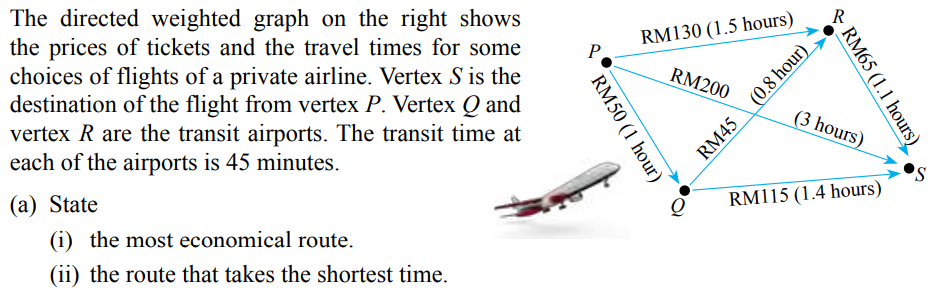 The directed weighted graph on the right shows
the prices of tickets and the travel times for some
choices of flights of a private airline. Vertex S is the
destination of the flight from vertex P. Vertex Q and
vertex R are the transit airports. The transit time at
each of the airports is 45 minutes.
(a) State
(i) the most economical route.
(ii) the route that takes the shortest time.
R
RM130 (1.5 hours)
P
RM65 (1.1 hours)
RM200
(3 hours)
RM50 (1 hour)
RM45
(0.8 hour)
S
Q
RM115 (1.4 hours)